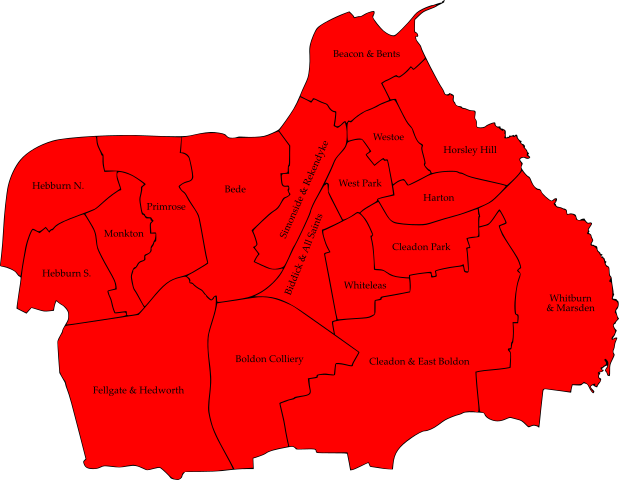 Beacon & Bents
Westoe
Horsley Hill
Hebburn N.
Bede
Simonside & Rekendyke
West Park
Harton
Primrose
Monkton
Biddick & All Saints
Cleadon Park
Hebburn S.
Whiteleas
Whitburn
& Marsden
Boldon Colliery
Cleadon & East Boldon
Fellgate & Hedworth